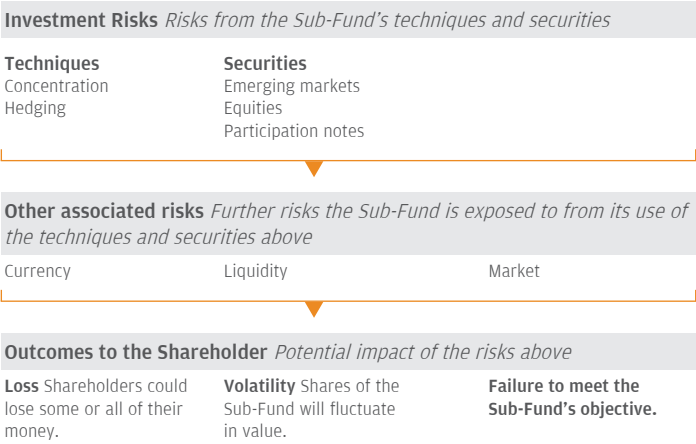 Investment Risks Risks from the Sub-Fund's techniques and securities
Techniques Securities
Concentration Emerging markets
Hedging Equities
Participation notes
Other associated risks Further risks the Sub-Fund is exposed to from its use of
the techniques and securities above
Currency Liquidity Market
Outcomes to the Shareholder Potential impact of the risks above
Loss Shareholders could
lose some or all of their
money.
Volatility Shares of the
Sub-Fund will fluctuate
in value.
Failure to meet the
Sub-Fund's objective.